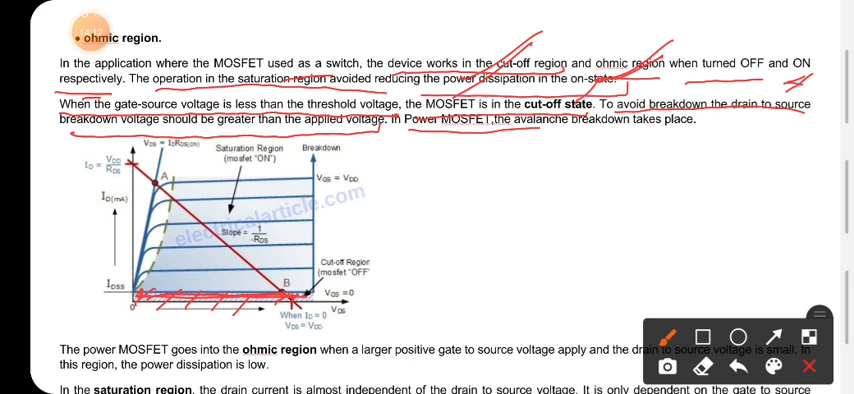 14:12
• ohmic region.
In the application where the MOSFET used as a switch, the device works in the cut-off region and ohmic region when turned OFF and ON
respectively. The operation in the saturation region avoided reducing the power dissipation in the on-state.
When the gate-source voltage is less than the threshold voltage, the MOSFET is in the cut-off state. To avoid breakdown the drain to source
breakdown voltage should be greater than the applied voltage. In Power MOSFET,the avalanche breakdown takes place.
VDS = IDRDS(ON)
Saturation Region
(mosfet "ON")
Breakdown
ID = VDD
RDS
A
VGS = VDD
ID(mA)
electricalarticle.com
Slope = 1
-RDS
Cut-off Region
(mosfet "OFF"
IDSS
B
VGS =0
0
VDS
When ID = 0
VDS = VDD
The power MOSFET goes into the ohmic region when a larger positive gate to source voltage apply and the drain to source voltage is small. In
this region, the power dissipation is low.
In the saturation region, the drain current is almost independent of the drain to source voltage. It is only dependent on the gate to source